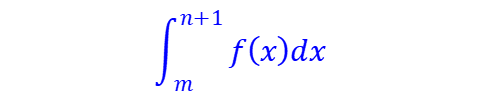 ∫_m^{n+1} f(x)dx